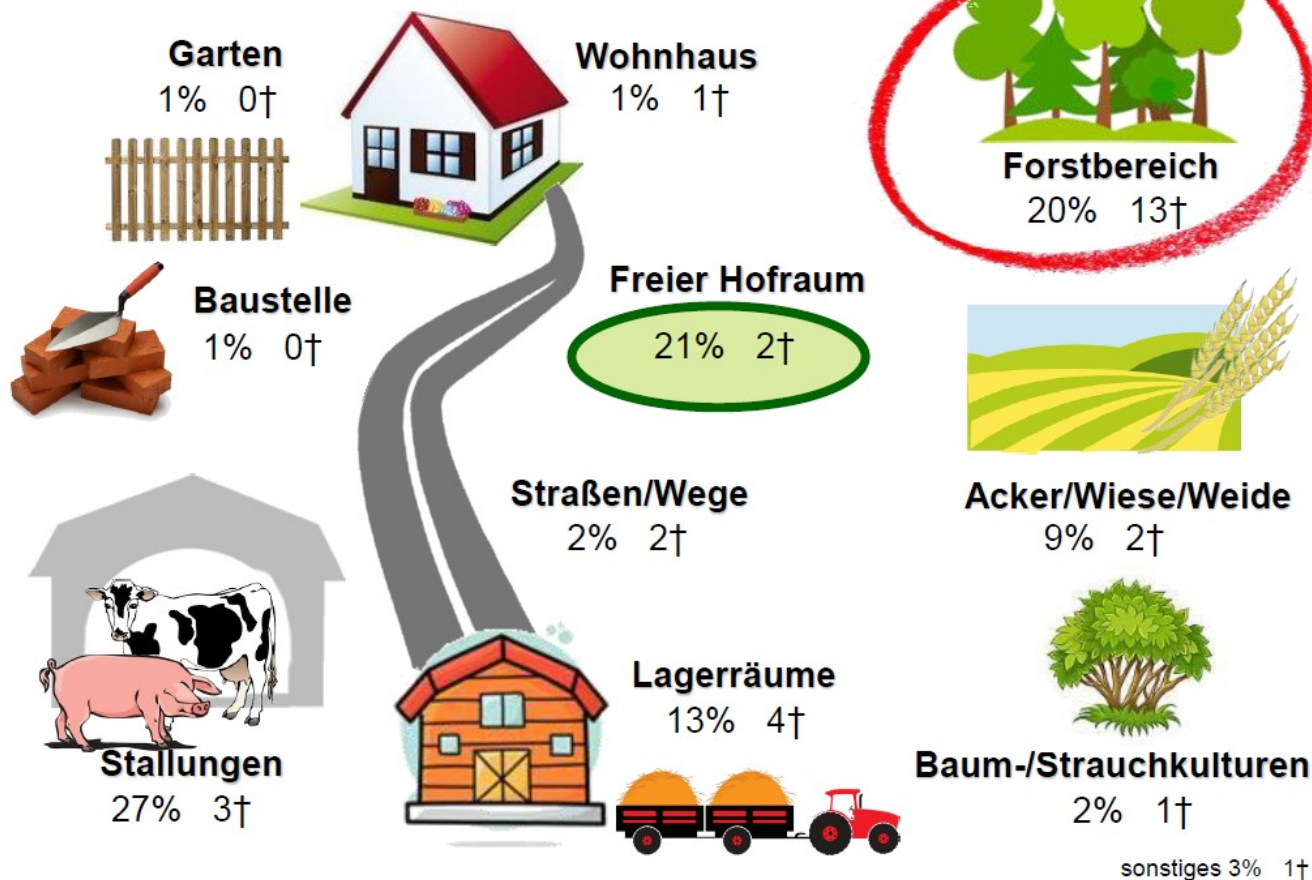 Garten
1% 0†
Wohnhaus
1% 1†
Forstbereich
20% 13†
Baustelle
1% 0†
Freier Hofraum
21% 2†
Straßen/Wege
2% 2†
Acker/Wiese/Weide
9% 2†
Stallungen
27% 3†
Lagerräume
13% 4†
Baum-/Strauchkulturen
2% 1†
sonstiges 3% 1†